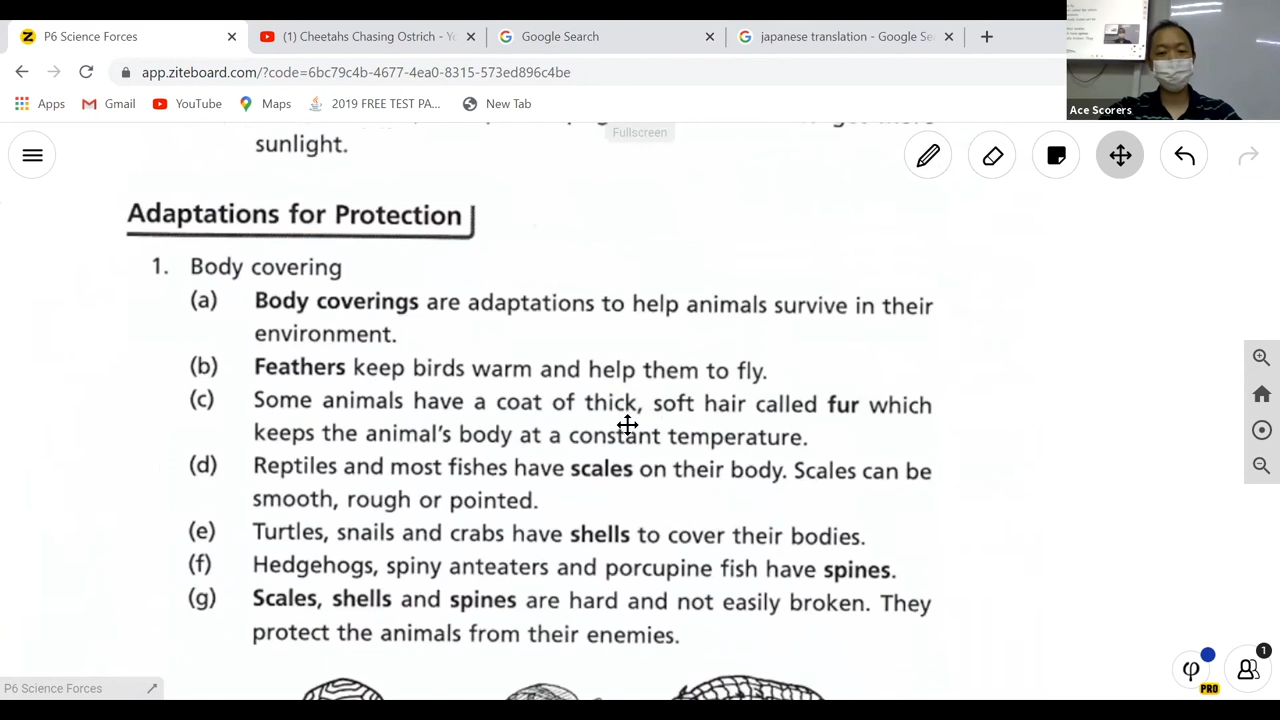 P6 Science Forces
(1) Cheetahs Chasing Ostrich - Y
Google Search
japanese translation - Google Se
app.ziteboard.com/?code=6bc79c4b-4677-4ea0-8315-573ed896c4be
Apps
Gmail
YouTube
Maps
2019 FREE TEST PA...
New Tab
Ace Scorers
Fullscreen
sunlight.
Adaptations for Protection
1. Body covering
(a) Body coverings are adaptations to help animals survive in their
environment.
(b) Feathers keep birds warm and help them to fly.
(c) Some animals have a coat of thick, soft hair called fur which
keeps the animal's body at a constant temperature.
(d) Reptiles and most fishes have scales on their body. Scales can be
smooth, rough or pointed.
(e) Turtles, snails and crabs have shells to cover their bodies.
(f) Hedgehogs, spiny anteaters and porcupine fish have spines.
(g) Scales, shells and spines are hard and not easily broken. They
protect the animals from their enemies.
P6 Science Forces
φ
PRO
1